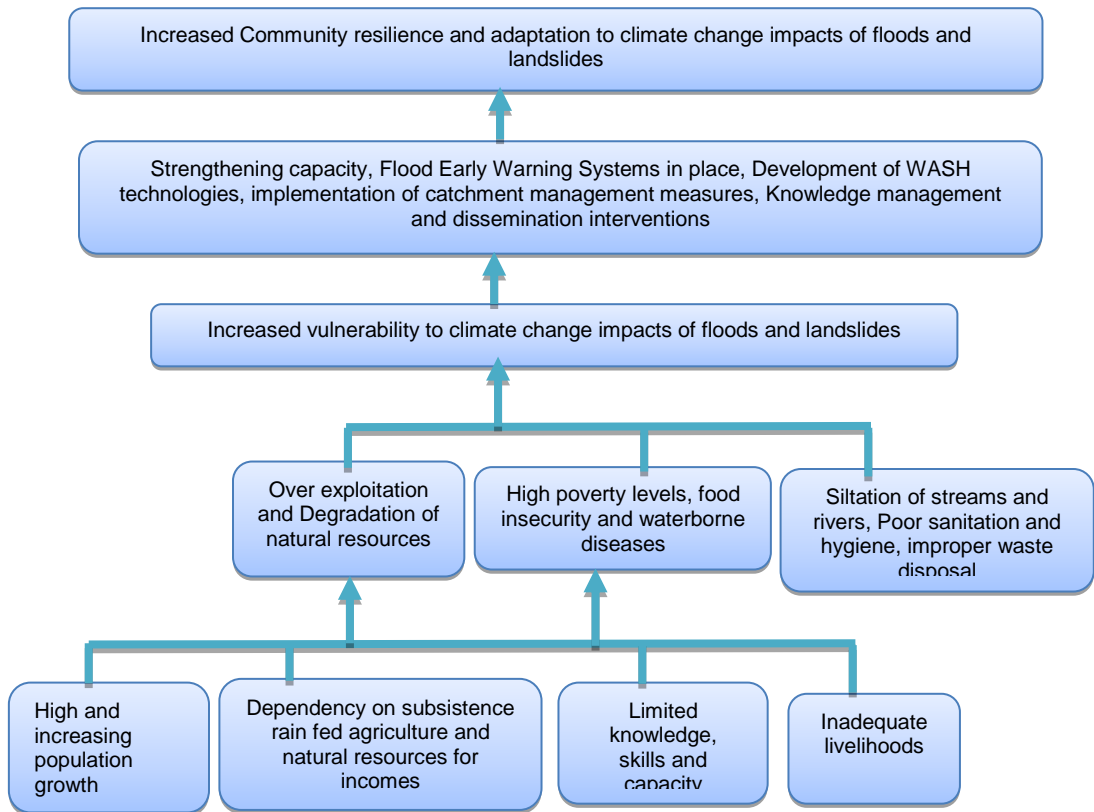 Increased Community resilience and adaptation to climate change impacts of floods and
landslides
Strengthening capacity, Flood Early Warning Systems in place, Development of WASH
technologies, implementation of catchment management measures, Knowledge management
and dissemination interventions
Increased vulnerability to climate change impacts of floods and landslides
Over exploitation
and Degradation of
natural resources
High poverty levels, food
insecurity and waterborne
diseases
Siltation of streams and
rivers, Poor sanitation and
hygiene, improper waste
disposal
High and
increasing
population
growth
Dependency on subsistence
rain fed agriculture and
natural resources for
incomes
Limited
knowledge,
skills and
capacity
Inadequate
livelihoods